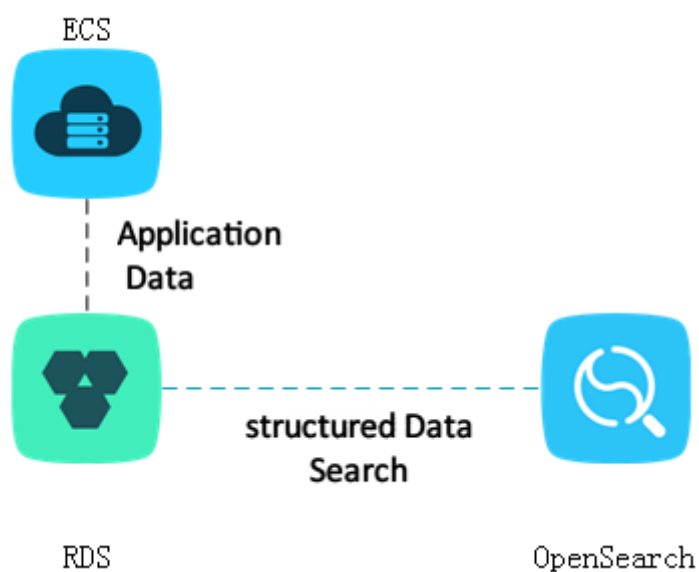 ECS
Application
Data
structured Data
Search
RDS
OpenSearch